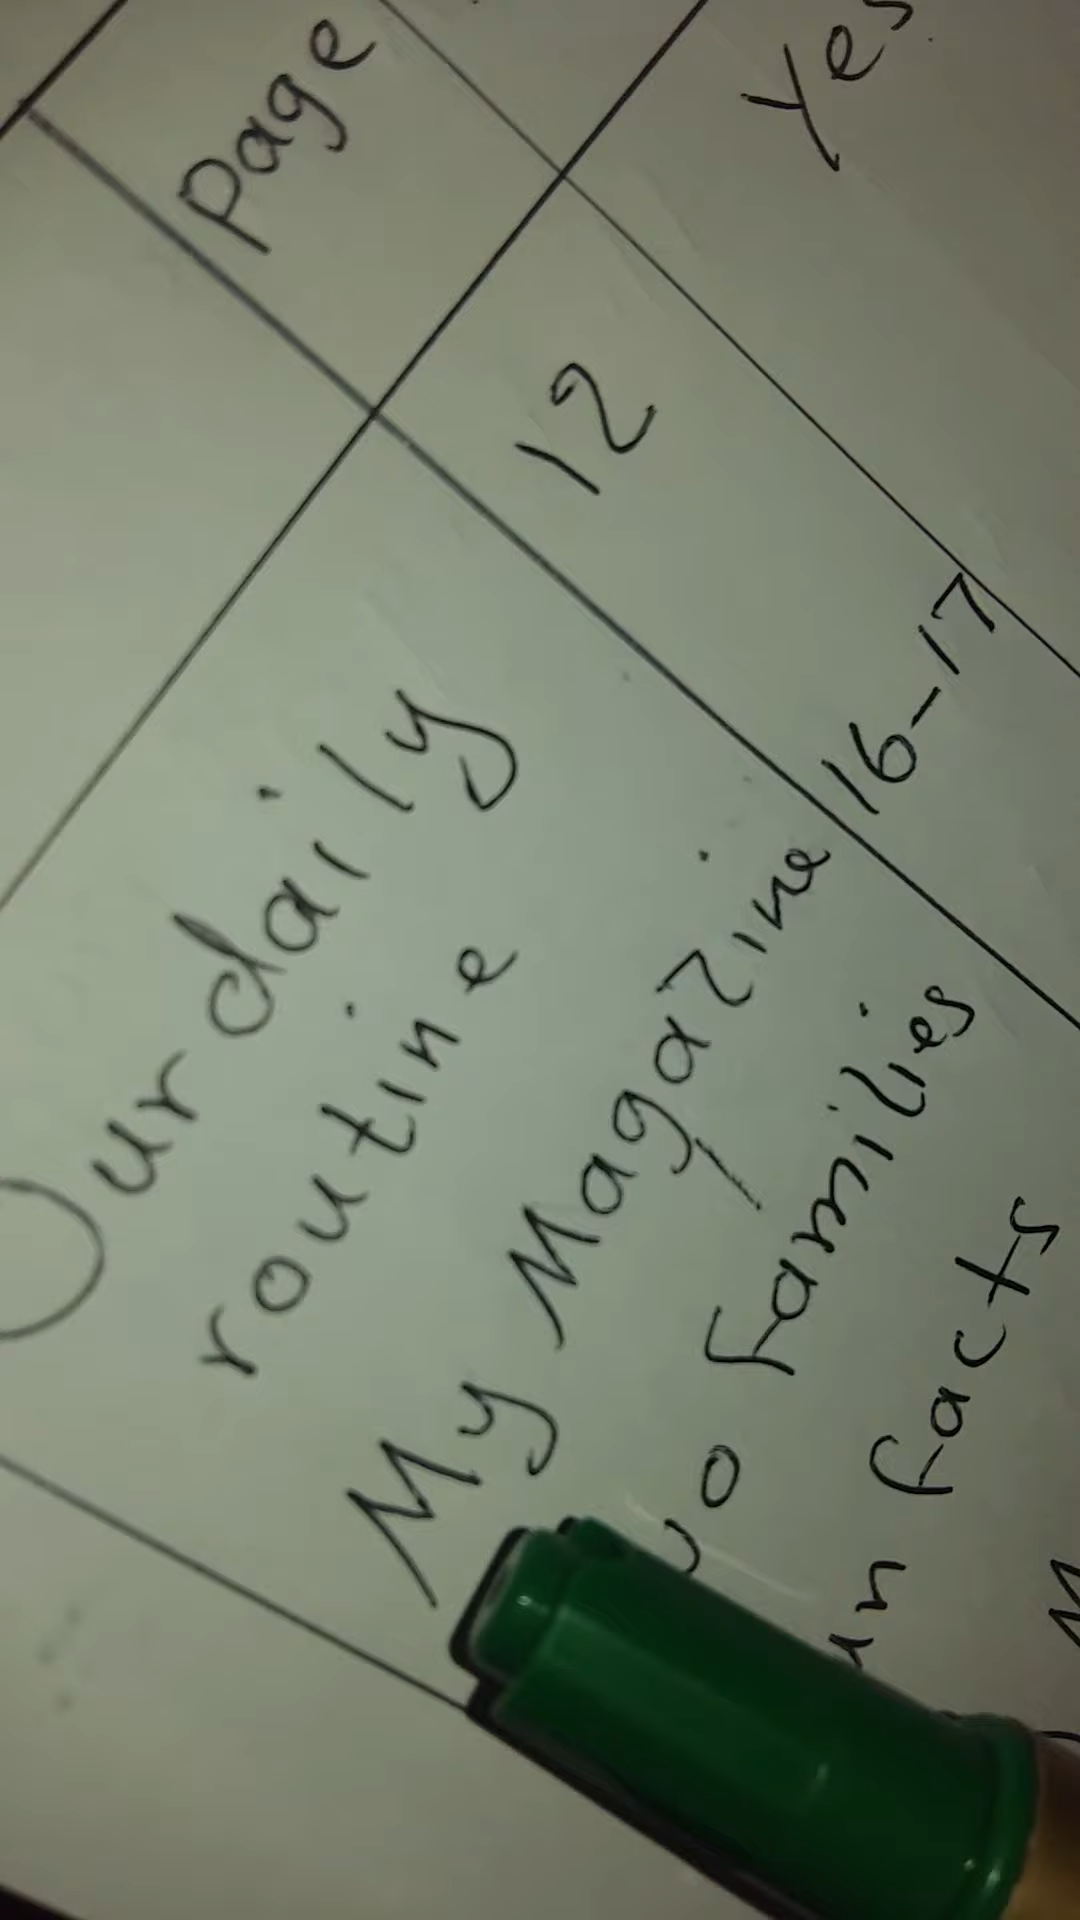 Page
Yes
Our daily 12
routine
My Magazine 16-17
families
facts